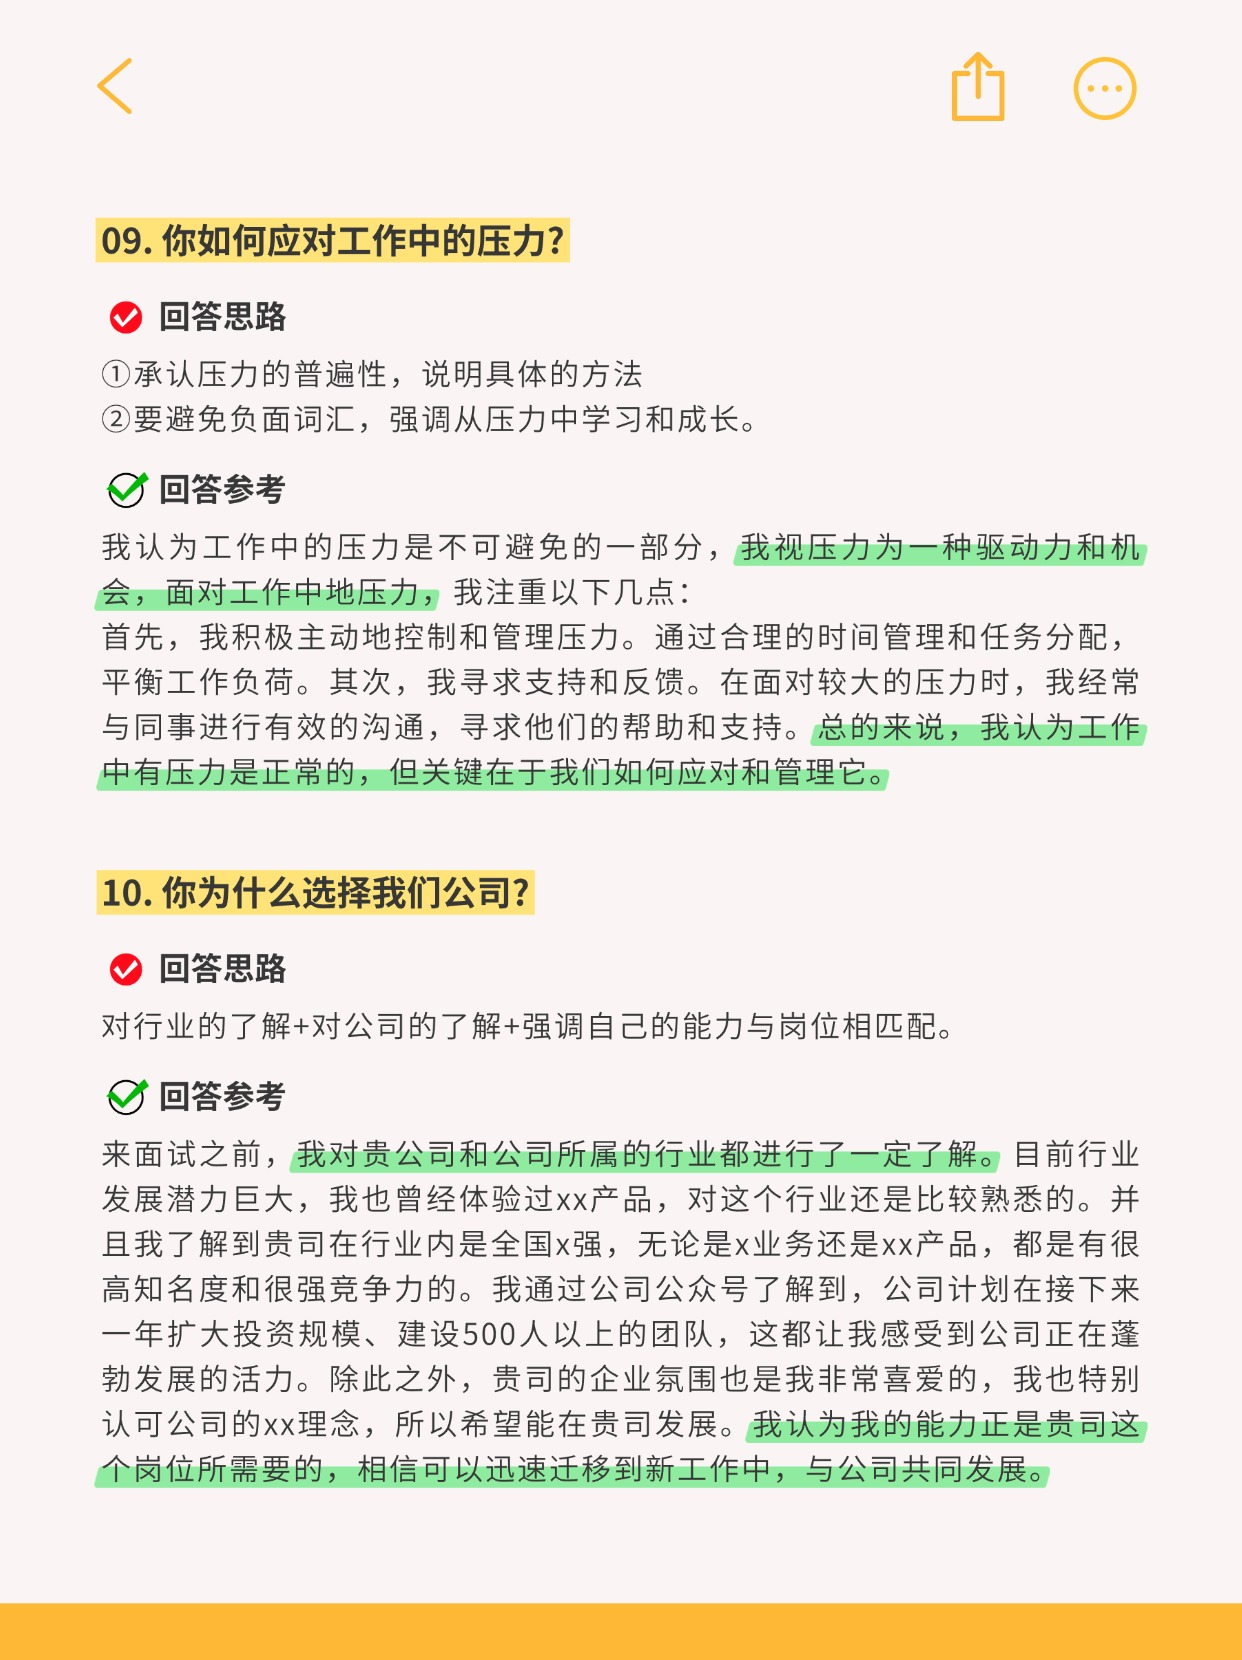 09. 你如何应对工作中的压力?
回答思路
①承认压力的普遍性，说明具体的方法
②要避免负面词汇，强调从压力中学习和成长。
回答参考
我认为工作中的压力是不可避免的一部分，我视压力为一种驱动力和机
会，面对工作中地压力，我注重以下几点：
首先，我积极主动地控制和管理压力。通过合理的时间管理和任务分配，
平衡工作负荷。其次，我寻求支持和反馈。在面对较大的压力时，我经常
与同事进行有效的沟通，寻求他们的帮助和支持。总的来说，我认为工作
中有压力是正常的，但关键在于我们如何应对和管理它。
10. 你为什么选择我们公司?
回答思路
对行业的了解+对公司的了解+强调自己的能力与岗位相匹配。
回答参考
来面试之前，我对贵公司和公司所属的行业都进行了一定了解。目前行业
发展潜力巨大，我也曾经体验过xx产品，对这个行业还是比较熟悉的。并
且我了解到贵司在行业内是全国x强，无论是x业务还是xx产品，都是有很
高知名度和很强竞争力的。我通过公司公众号了解到，公司计划在接下来
一年扩大投资规模、建设500人以上的团队，这都让我感受到公司正在蓬
勃发展的活力。除此之外，贵司的企业氛围也是我非常喜爱的，我也特别
认可公司的xx理念，所以希望能在贵司发展。我认为我的能力正是贵司这
个岗位所需要的，相信可以迅速迁移到新工作中，与公司共同发展。